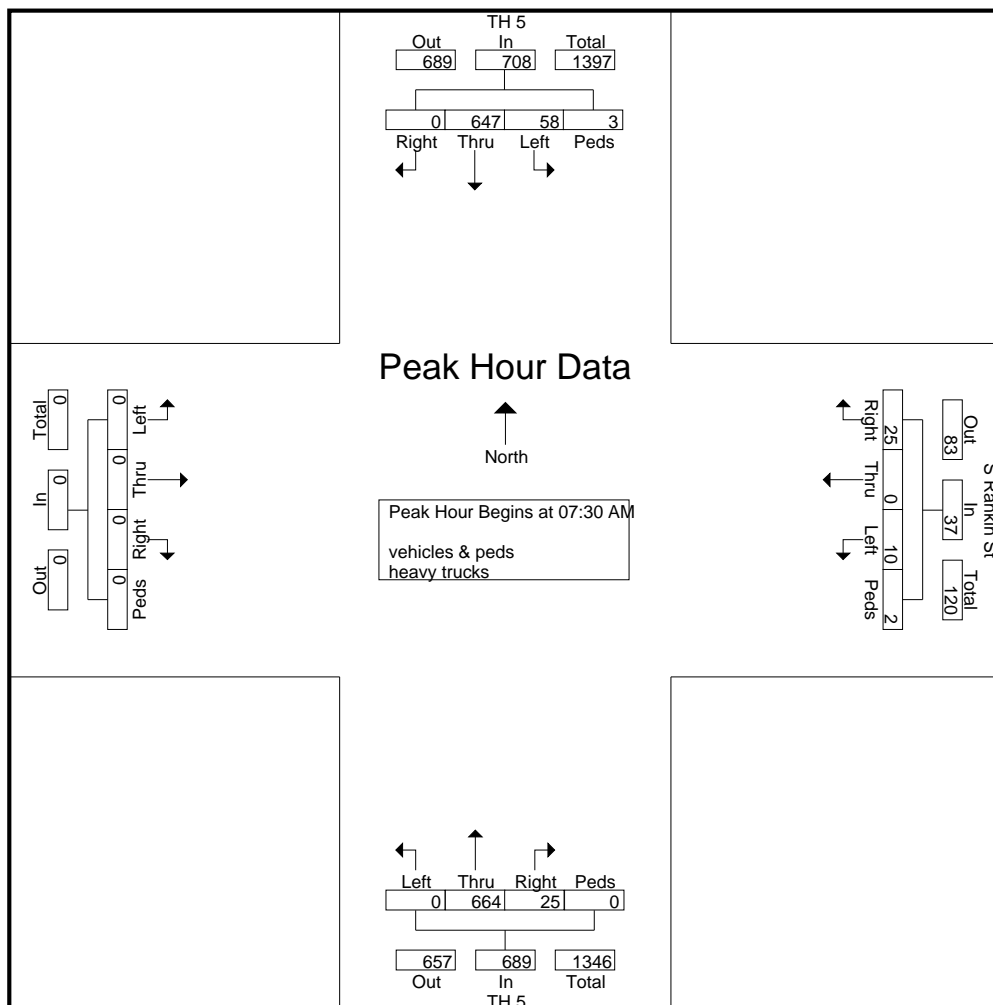 TH 5
Out In Total
689 708 1397
0 647 58 3
Right Thru Left Peds
Peak Hour Data
North
Peak Hour Begins at 07:30 AM
vehicles & peds
heavy trucks
Total In Out
0 0 0
0 0 0 0
Left Thru Right Peds
S Rankin St
Out In Total
83 37 120
25 0 10 2
Right Thru Left Peds
Left Thru Right Peds
0 664 25 0
657 689 1346
Out In Total
TH 5